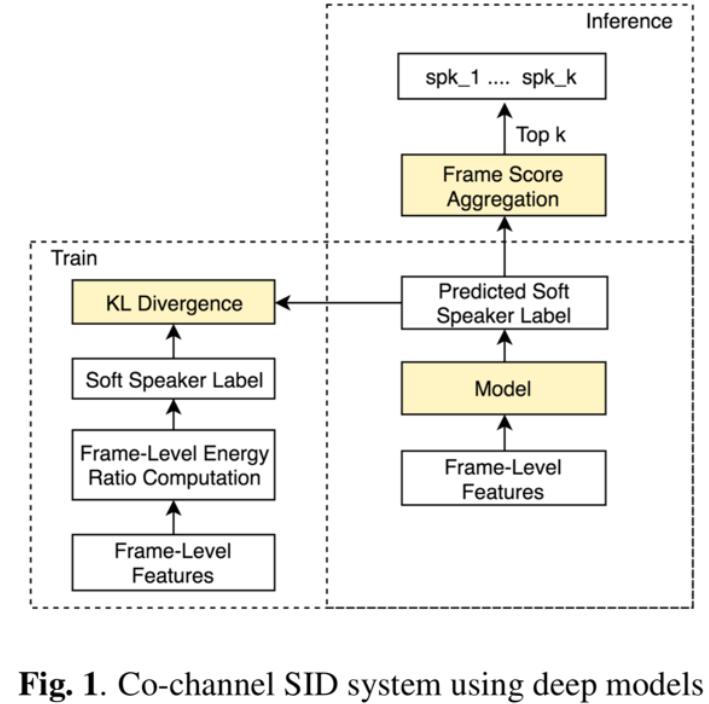 Inference
spk_1 .... spk_k
Top k
Frame Score
Aggregation
Train
KL Divergence
Predicted Soft
Speaker Label
Soft Speaker Label
Model
Frame-Level Energy
Ratio Computation
Frame-Level
Features
Frame-Level
Features
Fig. 1. Co-channel SID system using deep models